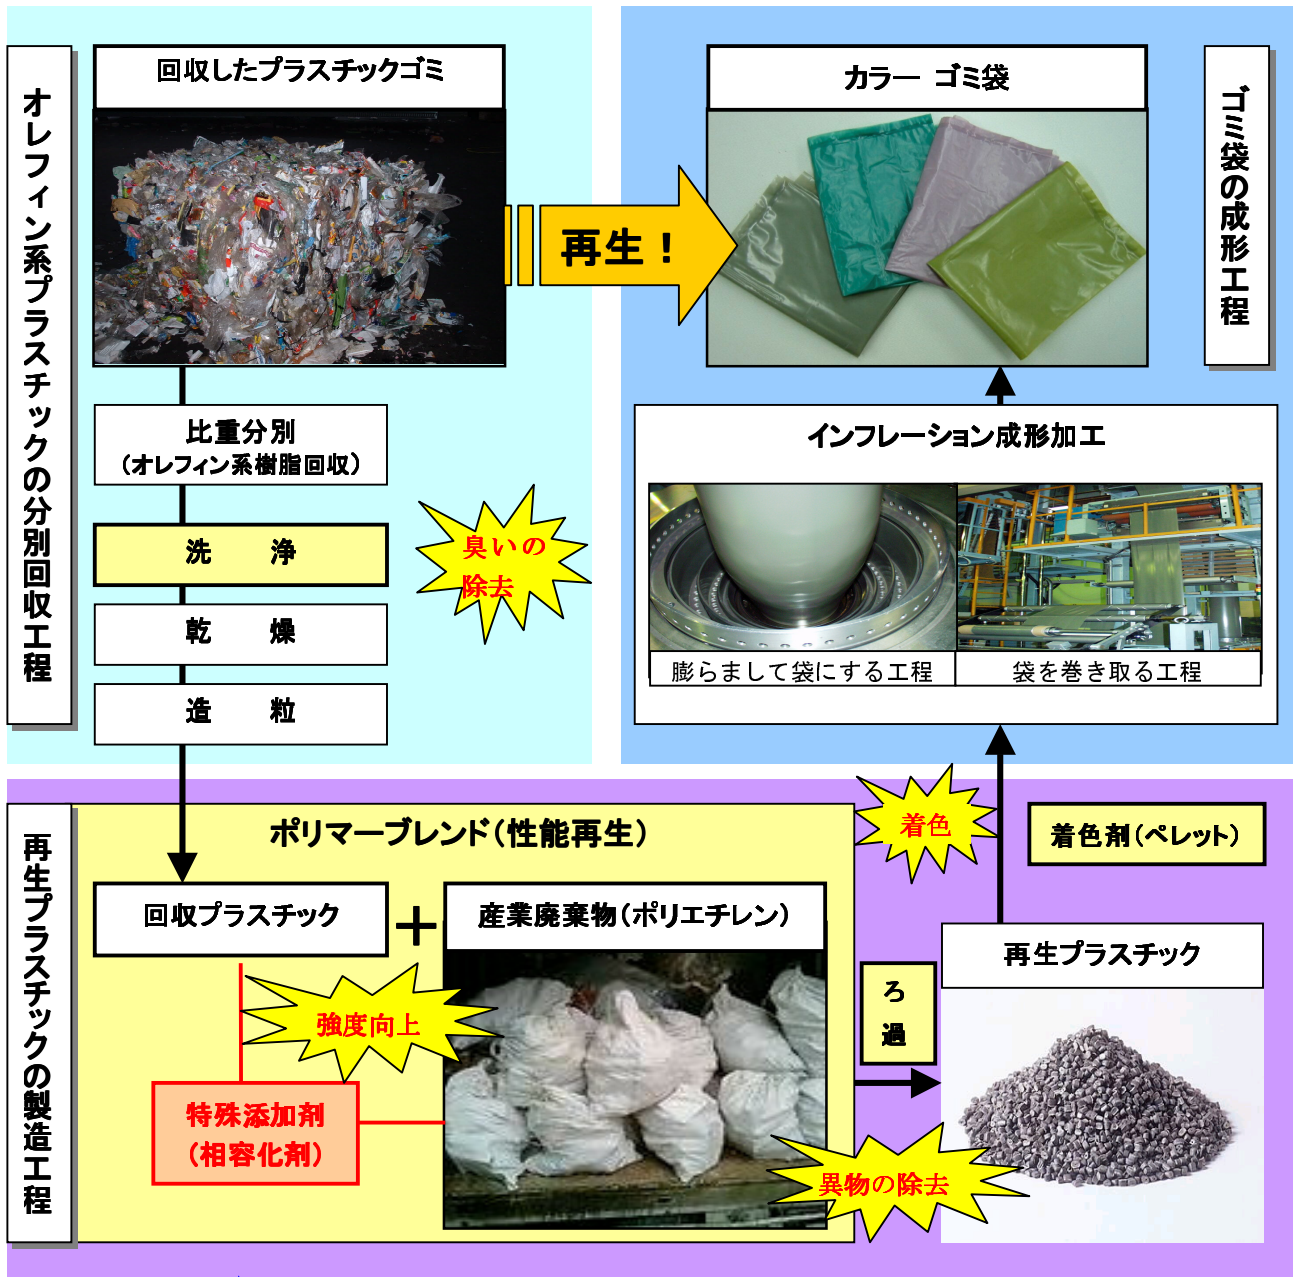 オレフィン系プラスチックの分別回収工程
回収したプラスチックゴミ
比重分別
（オレフィン系樹脂回収）
洗　浄
臭いの
除去
乾　燥
造　粒
再生！
カラー ゴミ袋
ゴミ袋の成形工程
インフレーション成形加工
膨らまして袋にする工程
袋を巻き取る工程
再生プラスチックの製造工程
ポリマーブレンド（性能再生）
回収プラスチック
＋
産業廃棄物（ポリエチレン）
強度向上
特殊添加剤
（相容化剤）
ろ
過
異物の除去
再生プラスチック
着色
着色剤（ペレット）